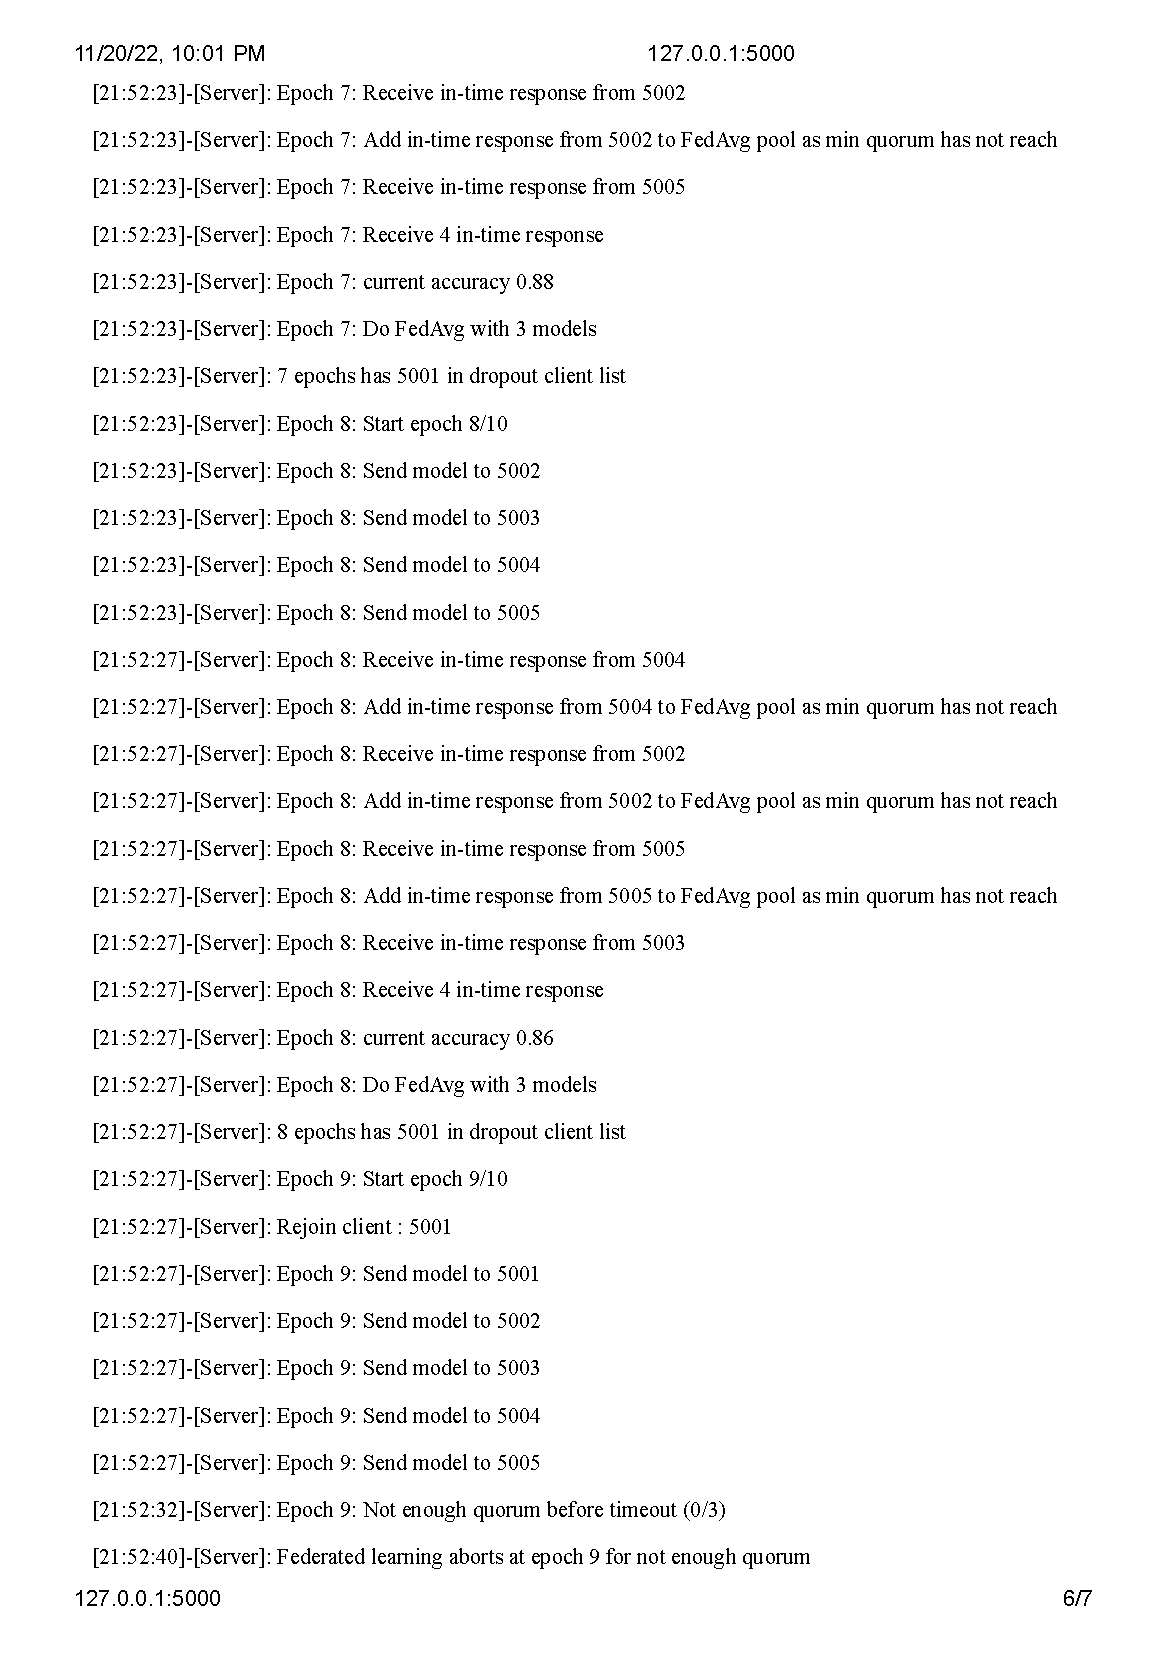 11/20/22, 10:01 PM 127.0.0.1:5000
[21:52:23]-[Server]: Epoch 7: Receive in-time response from 5002
[21:52:23]-[Server]: Epoch 7: Add in-time response from 5002 to FedAvg pool as min quorum has not reach
[21:52:23]-[Server]: Epoch 7: Receive in-time response from 5005
[21:52:23]-[Server]: Epoch 7: Receive 4 in-time response
[21:52:23]-[Server]: Epoch 7: current accuracy 0.88
[21:52:23]-[Server]: Epoch 7: Do FedAvg with 3 models
[21:52:23]-[Server]: 7 epochs has 5001 in dropout client list
[21:52:23]-[Server]: Epoch 8: Start epoch 8/10
[21:52:23]-[Server]: Epoch 8: Send model to 5002
[21:52:23]-[Server]: Epoch 8: Send model to 5003
[21:52:23]-[Server]: Epoch 8: Send model to 5004
[21:52:23]-[Server]: Epoch 8: Send model to 5005
[21:52:27]-[Server]: Epoch 8: Receive in-time response from 5004
[21:52:27]-[Server]: Epoch 8: Add in-time response from 5004 to FedAvg pool as min quorum has not reach
[21:52:27]-[Server]: Epoch 8: Receive in-time response from 5002
[21:52:27]-[Server]: Epoch 8: Add in-time response from 5002 to FedAvg pool as min quorum has not reach
[21:52:27]-[Server]: Epoch 8: Receive in-time response from 5005
[21:52:27]-[Server]: Epoch 8: Add in-time response from 5005 to FedAvg pool as min quorum has not reach
[21:52:27]-[Server]: Epoch 8: Receive in-time response from 5003
[21:52:27]-[Server]: Epoch 8: Receive 4 in-time response
[21:52:27]-[Server]: Epoch 8: current accuracy 0.86
[21:52:27]-[Server]: Epoch 8: Do FedAvg with 3 models
[21:52:27]-[Server]: 8 epochs has 5001 in dropout client list
[21:52:27]-[Server]: Epoch 9: Start epoch 9/10
[21:52:27]-[Server]: Rejoin client : 5001
[21:52:27]-[Server]: Epoch 9: Send model to 5001
[21:52:27]-[Server]: Epoch 9: Send model to 5002
[21:52:27]-[Server]: Epoch 9: Send model to 5003
[21:52:27]-[Server]: Epoch 9: Send model to 5004
[21:52:27]-[Server]: Epoch 9: Send model to 5005
[21:52:32]-[Server]: Epoch 9: Not enough quorum before timeout (0/3)
[21:52:40]-[Server]: Federated learning aborts at epoch 9 for not enough quorum
127.0.0.1:5000 6/7